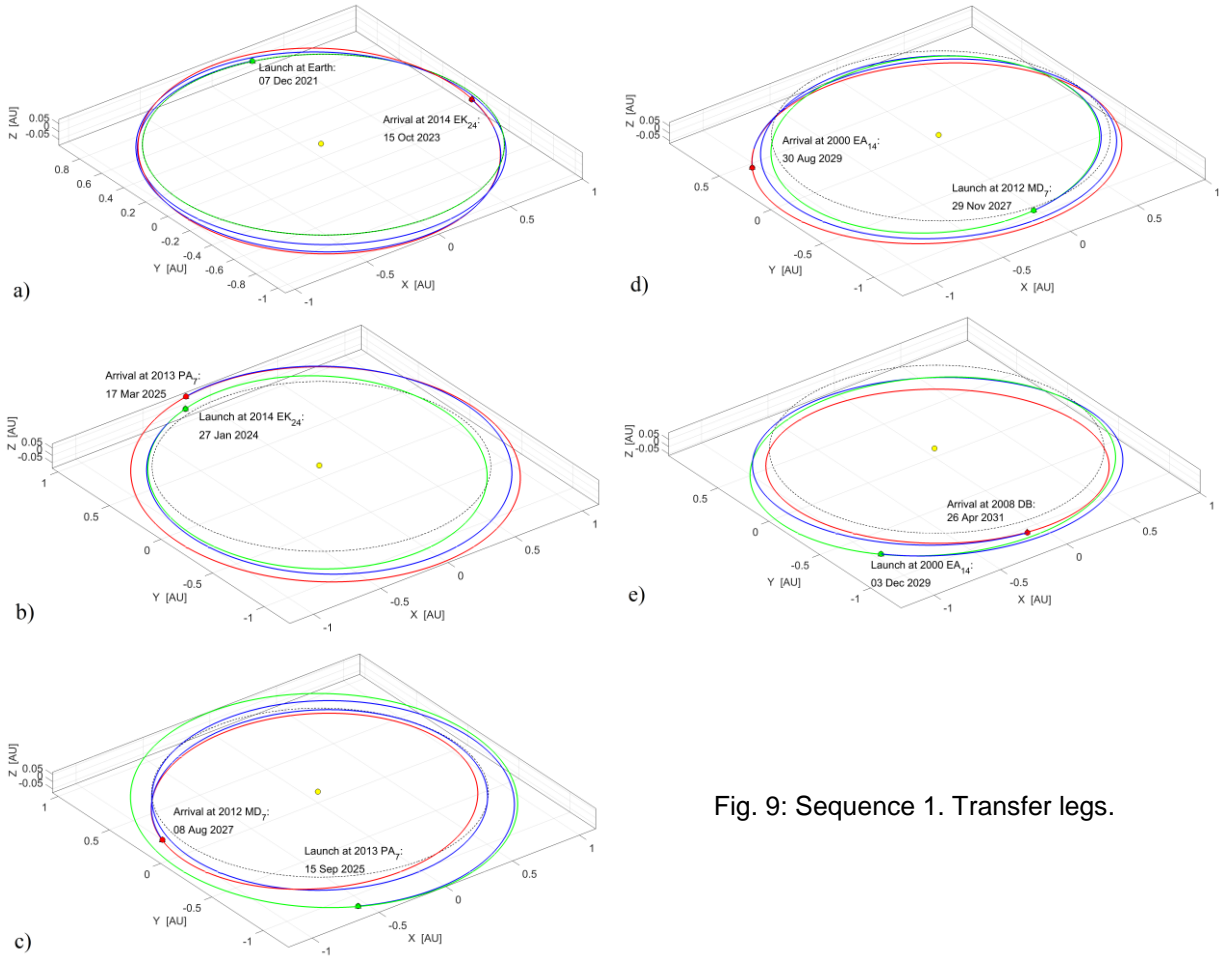 Launch at Earth:
07 Dec 2021
Arrival at 2014 EK₂₄:
15 Oct 2023
Z [AU]
0.05
0
-0.05
0.8
0.6
0.4
0.2
0
-0.2
-0.4
-0.6
-0.8
-1
Y [AU]
-1
-0.5
0
0.5
1
X [AU]
a)
Arrival at 2013 PA₇:
17 Mar 2025
Launch at 2014 EK₂₄:
27 Jan 2024
Z [AU]
0.05
0
-0.05
1
0.5
0
-0.5
-1
Y [AU]
-1
-0.5
0
0.5
1
X [AU]
b)
Arrival at 2012 MD₇:
08 Aug 2027
Launch at 2013 PA₇:
15 Sep 2025
Z [AU]
0.05
0
-0.05
1
0.5
0
-0.5
-1
Y [AU]
-1
-0.5
0
0.5
1
X [AU]
c)
Arrival at 2000 EA₁₄:
30 Aug 2029
Launch at 2012 MD₇:
29 Nov 2027
Z [AU]
0.05
0
-0.05
0.5
0
-0.5
-1
Y [AU]
-1
-0.5
0
0.5
1
X [AU]
d)
Arrival at 2008 DB:
26 Apr 2031
Launch at 2000 EA₁₄:
03 Dec 2029
Z [AU]
0.05
0
-0.05
0.5
0
-0.5
-1
Y [AU]
-1
-0.5
0
0.5
1
X [AU]
e)
Fig. 9: Sequence 1. Transfer legs.